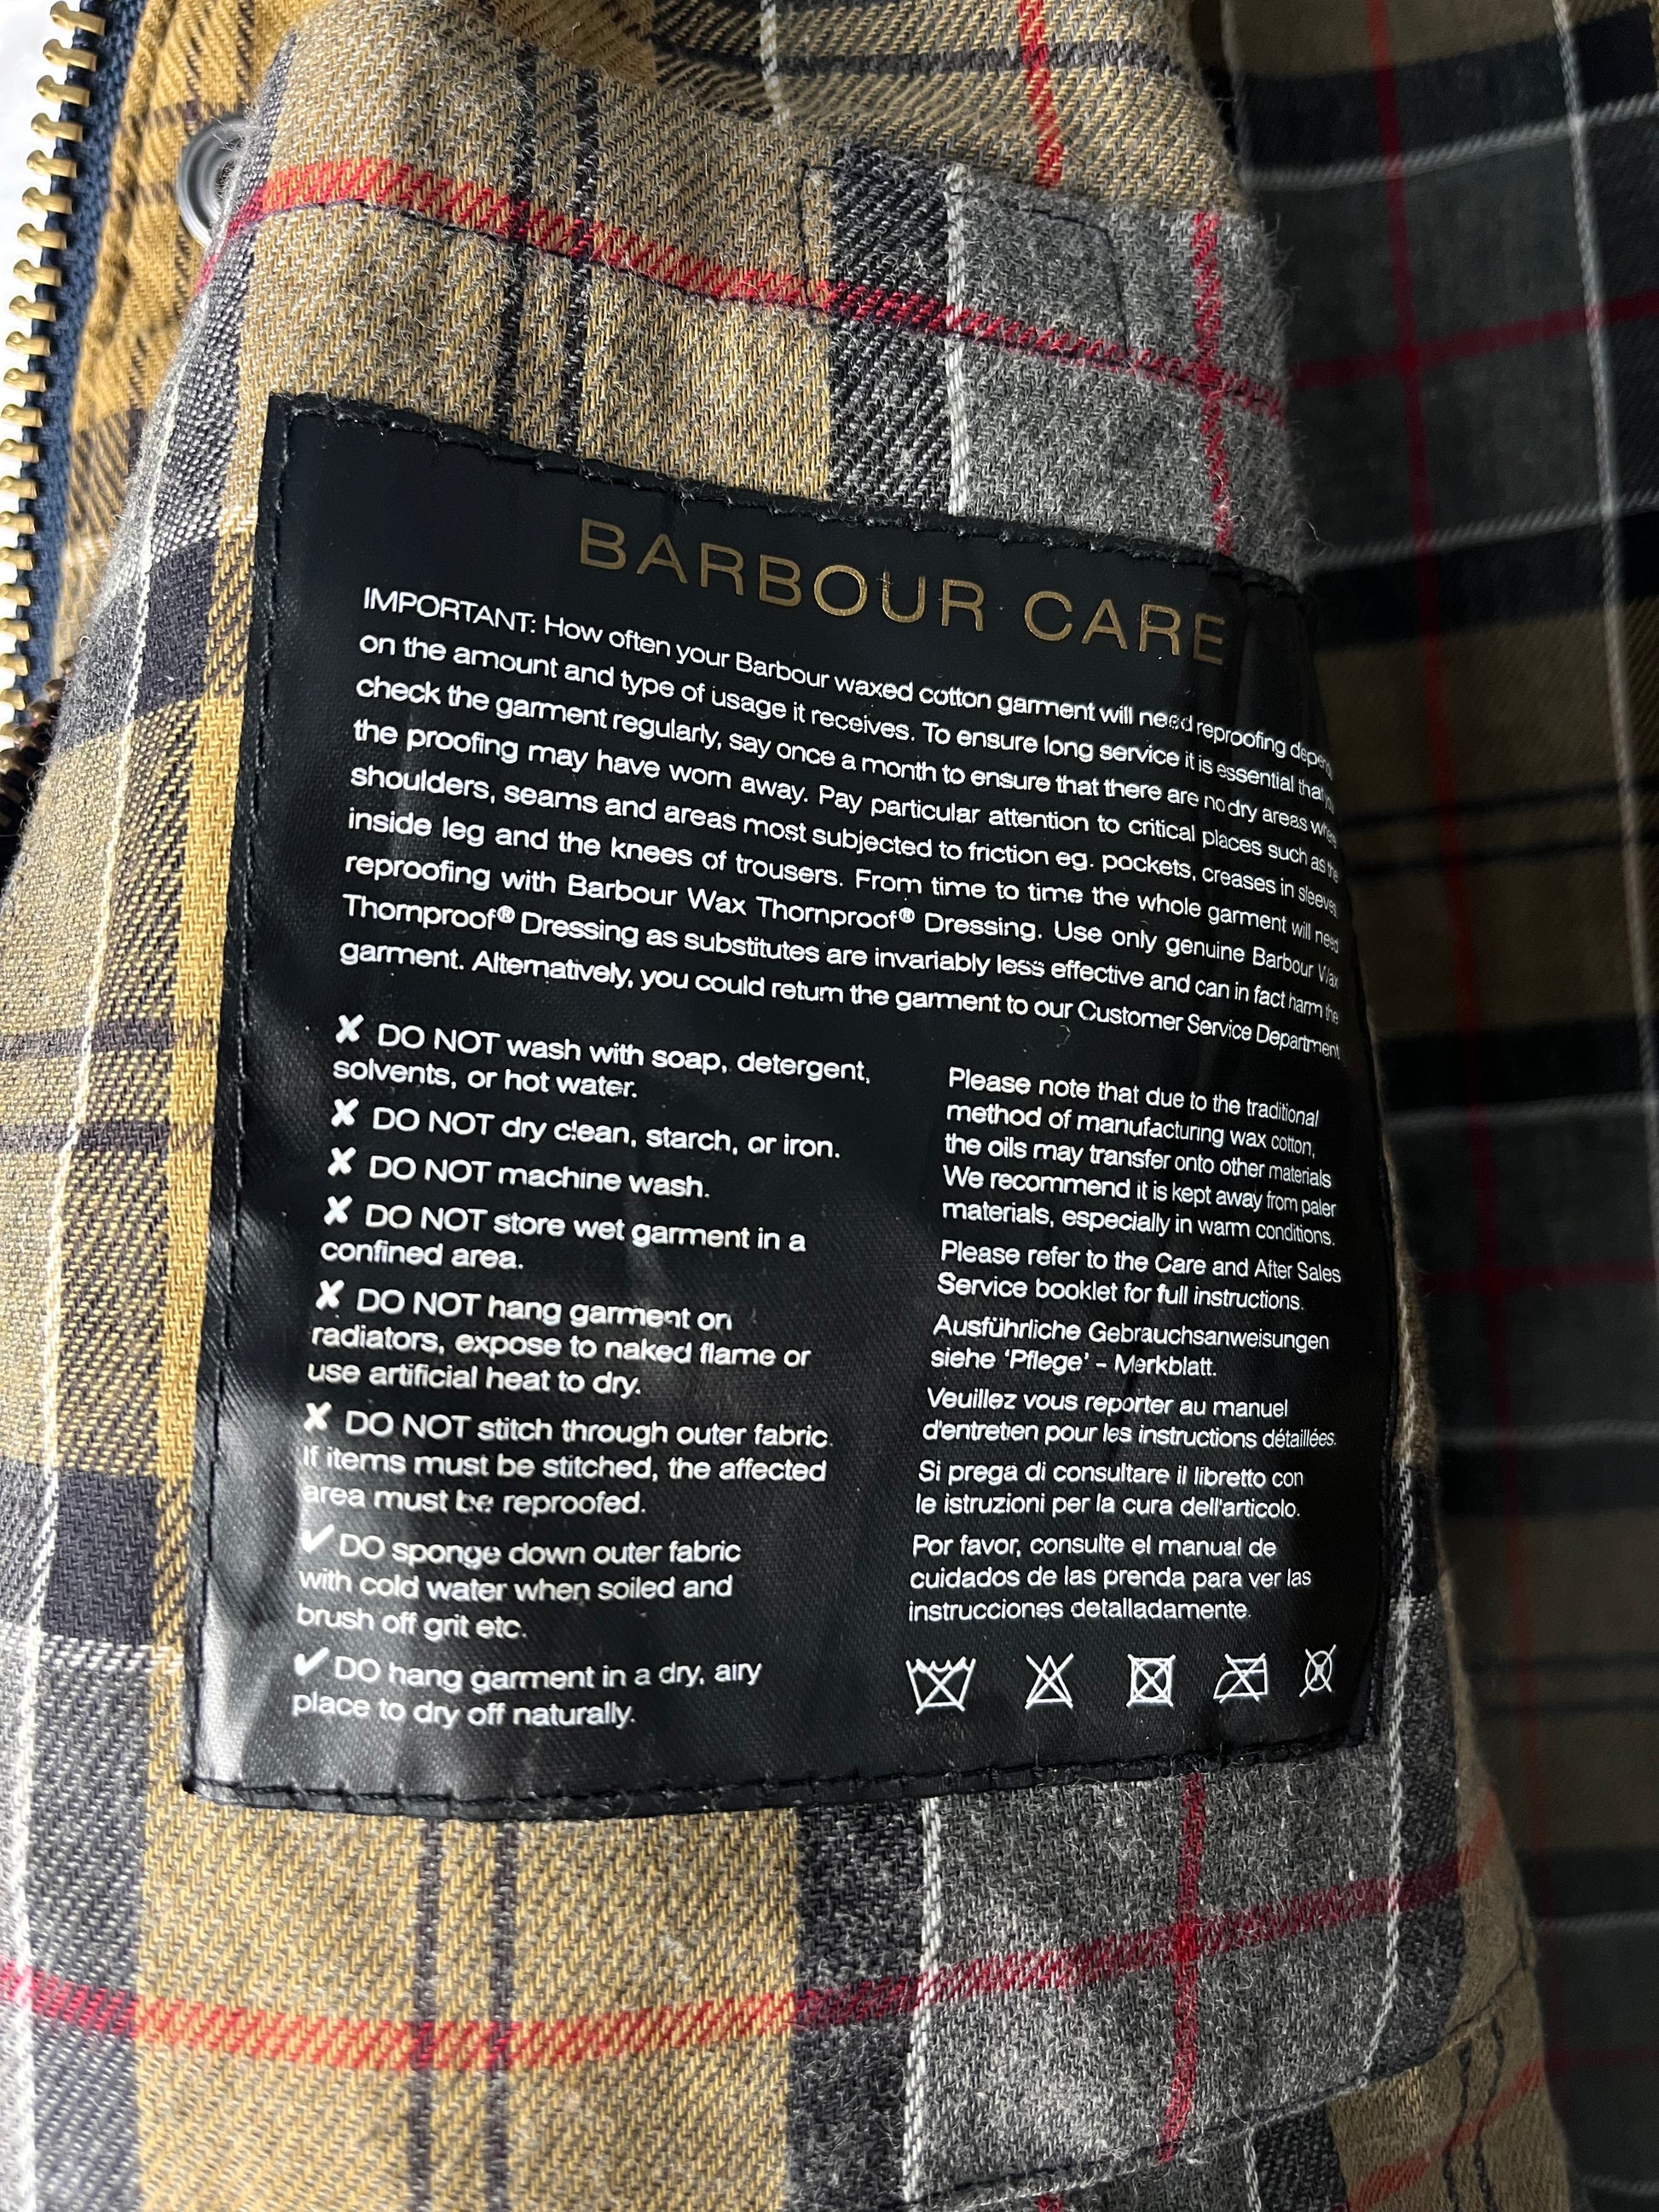 BARBOUR CARE
IMPORTANT: How often your Barbour waxed cotton garment will need reproofing
on the amount and type of usage it receives. To ensure long service it is essential that
check the garment regularly, say once a month to ensure that there are no dry areas where
the proofing may have worn away. Pay particular attention to critical places such as the
shoulders, seams and areas most subjected to friction eg. pockets, creases in sleeves,
inside leg and the knees of trousers. From time to time the whole garment will need
reproofing with Barbour Wax Thornproof® Dressing. Use only genuine Barbour Wax
Thornproof® Dressing as substitutes are invariably less effective and can in fact harm the
garment. Alternatively, you could return the garment to our Customer Service Department.
✘ DO NOT wash with soap, detergent,
solvents, or hot water.
✘ DO NOT dry clean, starch, or iron.
✘ DO NOT machine wash.
✘ DO NOT store wet garment in a
confined area.
✘ DO NOT hang garment on
radiators, expose to naked flame or
use artificial heat to dry.
✘ DO NOT stitch through outer fabric.
If items must be stitched, the affected
area must be reproofed.
✔ DO sponge down outer fabric
with cold water when soiled and
brush off grit etc.
✔ DO hang garment in a dry, airy
place to dry off naturally.
Please note that due to the traditional
method of manufacturing wax cotton,
the oils may transfer onto other materials
We recommend it is kept away from paler
materials, especially in warm conditions.
Please refer to the Care and After Sales
Service booklet for full instructions.
Ausführliche Gebrauchsanweisungen
siehe ‘Pflege’ - Merkblatt.
Veuillez vous reporter au manuel
d'entretien pour les instructions détaillées.
Si prega di consultare il libretto con
le istruzioni per la cura dell'articolo.
Por favor, consulte el manual de
cuidados de las prenda para ver las
instrucciones detalladamente.